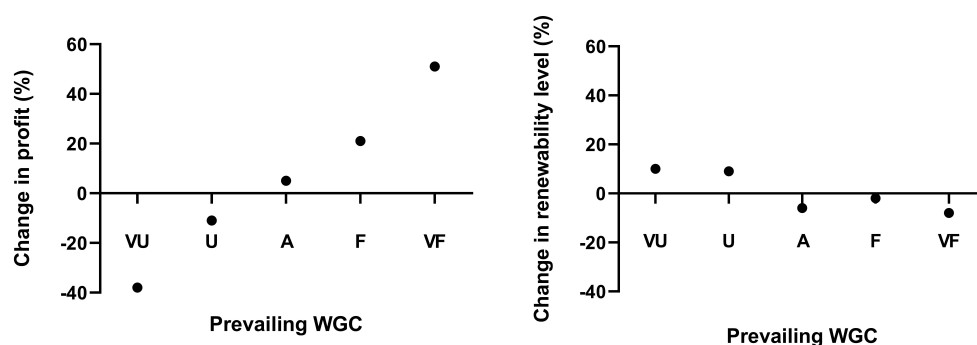 Change in profit (%)
60
40
20
0
-20
-40
VU U A F VF
Prevailing WGC
Change in renewability level (%)
60
40
20
0
-20
-40
VU U A F VF
Prevailing WGC